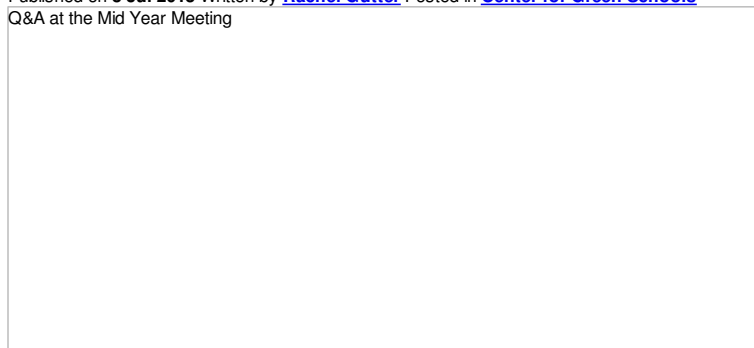 Published on 8 Jul 2013 Written by Rachel Gutter Posted in Center for Green Schools
Q&A at the Mid Year Meeting